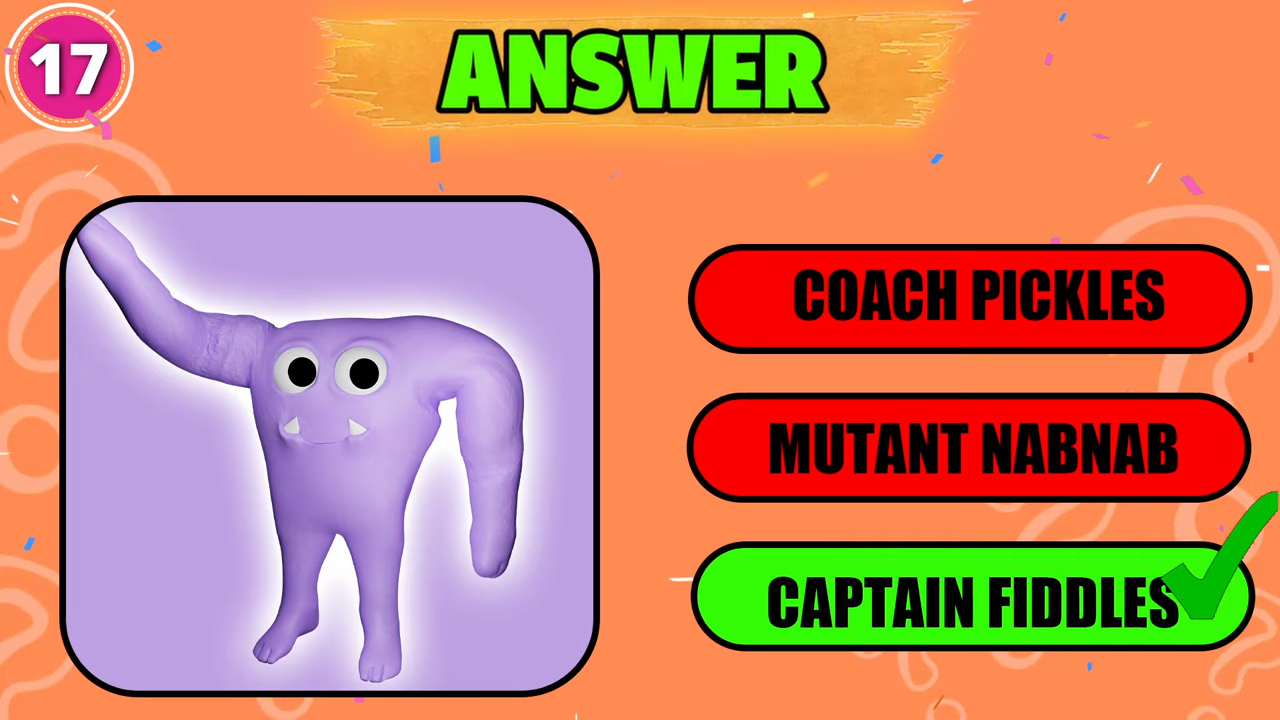 17
ANSWER
COACH PICKLES
MUTANT NABNAB
CAPTAIN FIDDLES